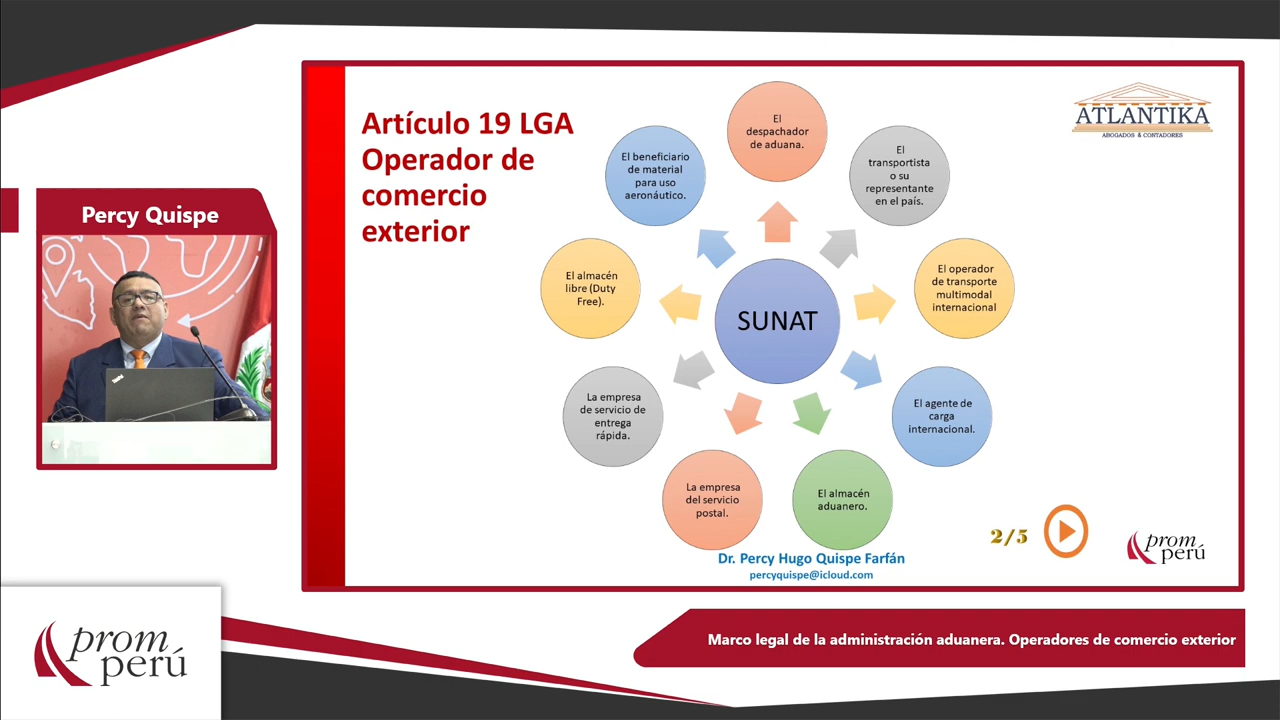 Percy Quispe
Artículo 19 LGA
Operador de
comercio
exterior
ATLANTIKA
ABOGADOS & CONTADORES
El
despachador
de aduana.
El
transportista
o su
representante
en el país.
El operador
de transporte
multimodal
internacional
El agente de
carga
internacional.
El almacén
aduanero.
La empresa
del servicio
postal.
La empresa
de servicio de
entrega
rápida.
El almacén
libre (Duty
Free).
El beneficiario
de material
para uso
aeronáutico.
SUNAT
Dr. Percy Hugo Quispe Farfán
percyquispe@icloud.com
2/5
prom
perú
Marco legal de la administración aduanera. Operadores de comercio exterior
prom
perú